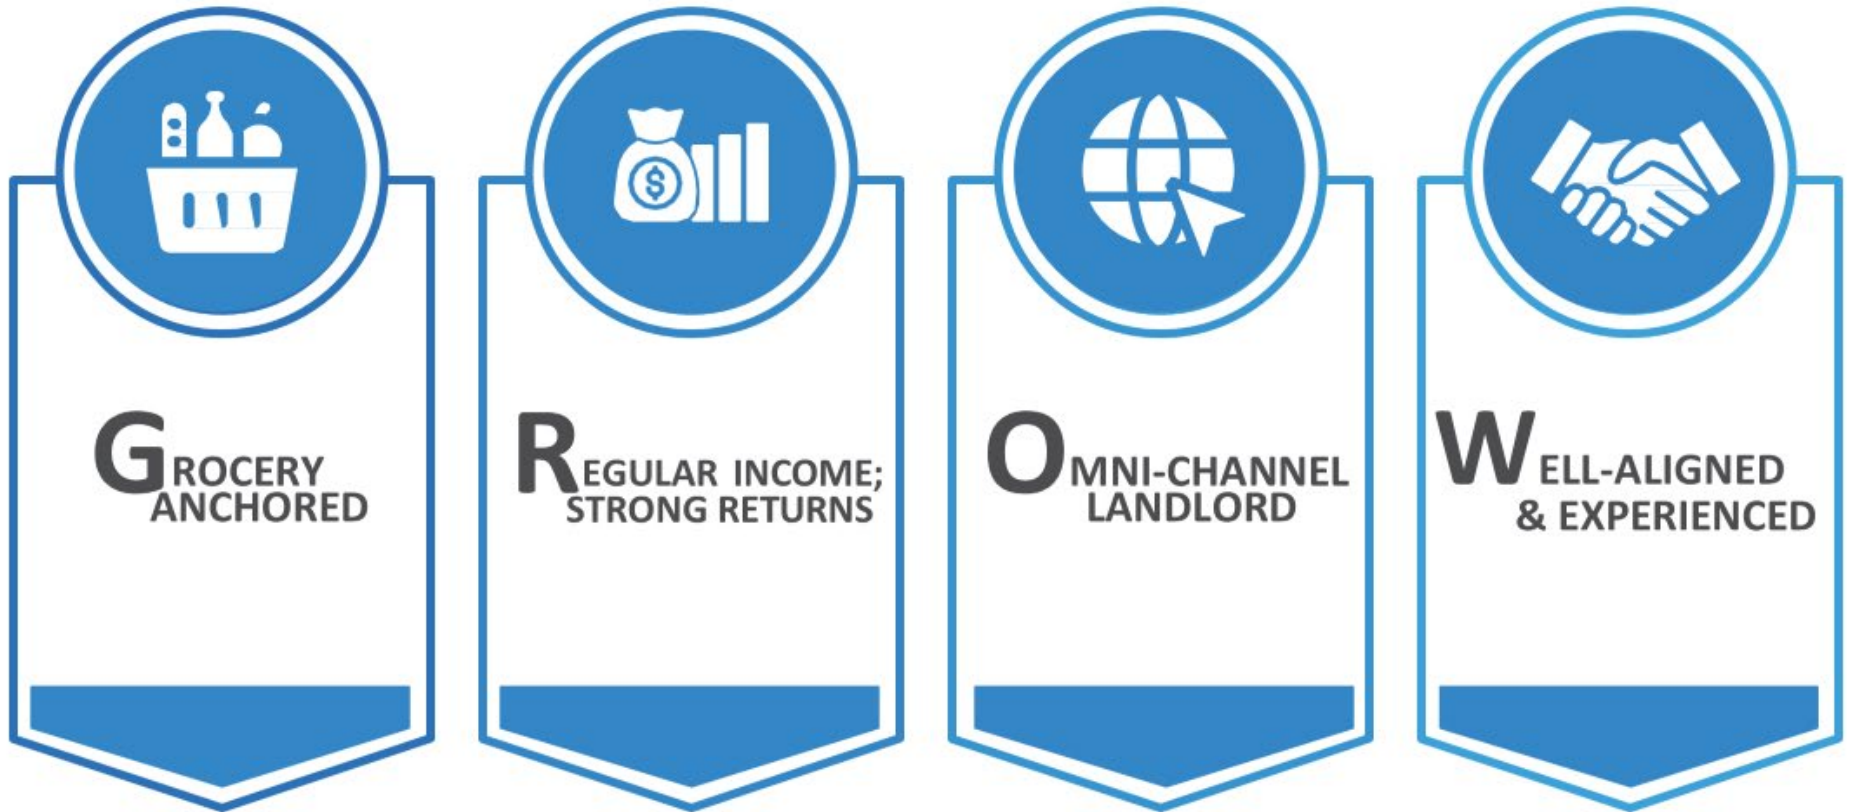 GROCERY
ANCHORED
REGULAR INCOME;
STRONG RETURNS
OMNI-CHANNEL
LANDLORD
WELL-ALIGNED
& EXPERIENCED